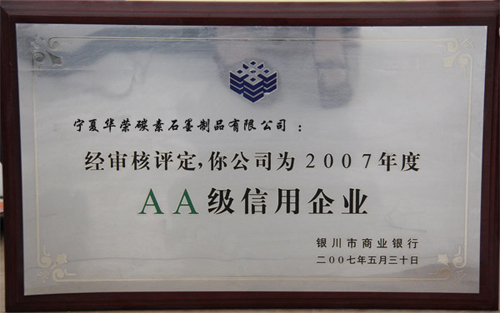 宁夏华荣碳素石墨制品有限公司：
经审核评定，你公司为2007年度
AA级信用企业
银川市商业银行
二00七年五月三十日